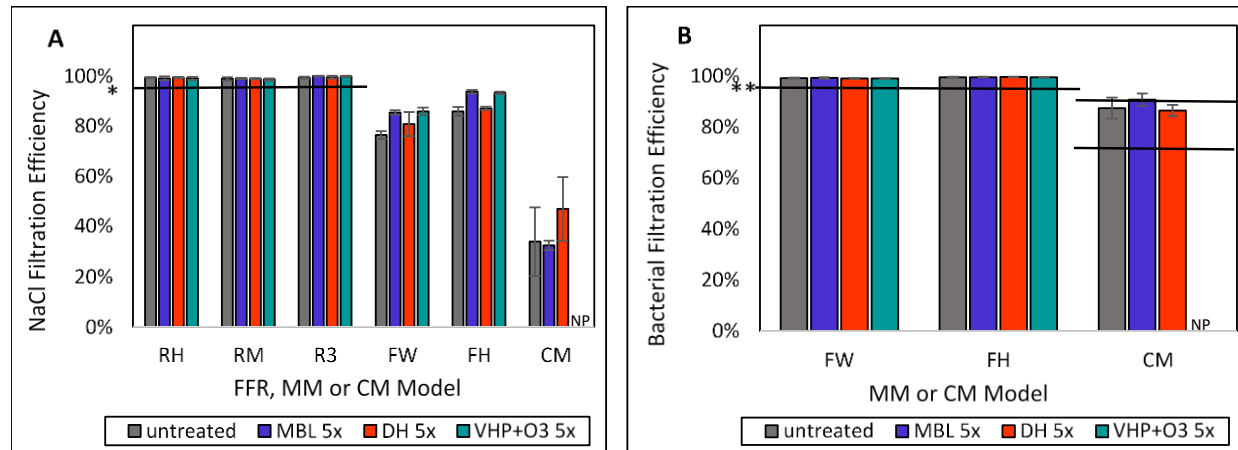 A
NaCl Filtration Efficiency
100%
*
80%
60%
40%
20%
0%
NP
RH RM R3 FW FH CM
FFR, MM or CM Model
untreated MBL 5x DH 5x VHP+O3 5x
B
Bacterial Filtration Efficiency
100%
**
80%
60%
40%
20%
0%
NP
FW FH CM
MM or CM Model
untreated MBL 5x DH 5x VHP+O3 5x